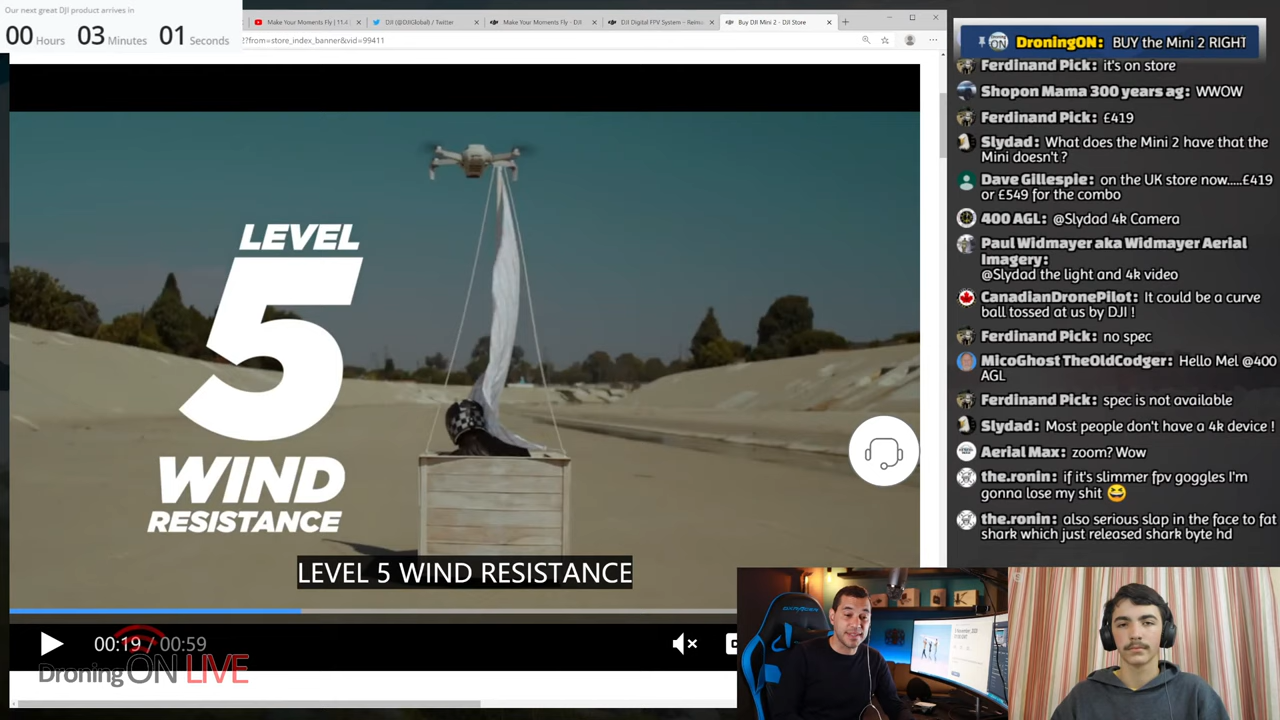 Our next great DJI product arrives in
00 Hours 03 Minutes 01 Seconds
Make Your Moments Fly | 11.4
DJI (@DJIGlobal) / Twitter
Make Your Moments Fly - DJI
DJI Digital FPV System – Reima
Buy DJI Mini 2 - DJI Store
2?from=store_index_banner&vid=99411
LEVEL
5
WIND
RESISTANCE
LEVEL 5 WIND RESISTANCE
00:19 / 00:59
DroningON LIVE
DroningON: BUY the Mini 2 RIGHT
Ferdinand Pick: it's on store
Shopon Mama 300 years ag: WWOW
Ferdinand Pick: £419
Slydad: What does the Mini 2 have that the
Mini doesn't ?
Dave Gillespie: on the UK store now.....£419
or £549 for the combo
400 AGL: @Slydad 4k Camera
Paul Widmayer aka Widmayer Aerial
Imagery:
@Slydad the light and 4k video
CanadianDronePilot: It could be a curve
ball tossed at us by DJI !
Ferdinand Pick: no spec
MicoGhost TheOldCodger: Hello Mel @400
AGL
Ferdinand Pick: spec is not available
Slydad: Most people don't have a 4k device !
Aerial Max: zoom? Wow
the.ronin: if it's slimmer fpv goggles I'm
gonna lose my shit 😆
the.ronin: also serious slap in the face to fat
shark which just released shark byte hd